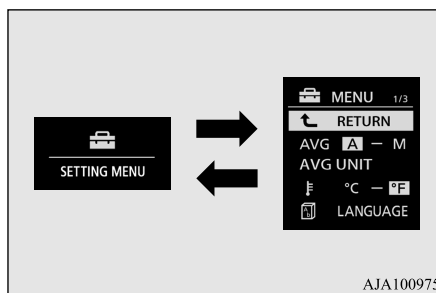 SETTING MENU
MENU 1/3
RETURN
AVG A – M
AVG UNIT
°C – °F
LANGUAGE
AJA100975